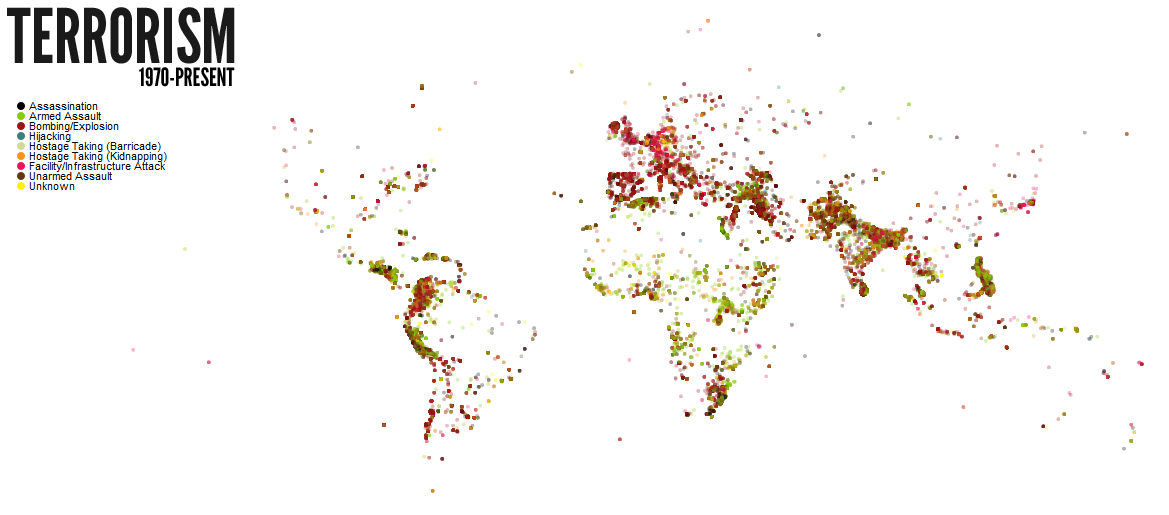 TERRORISM
1970-PRESENT
Assassination
Armed Assault
Bombing/Explosion
Hijacking
Hostage Taking (Barricade)
Hostage Taking (Kidnapping)
Facility/Infrastructure Attack
Unarmed Assault
Unknown